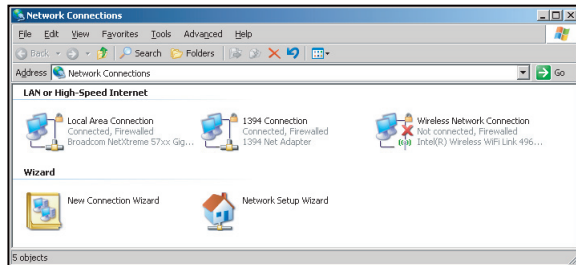 Network Connections
File Edit View Favorites Tools Advanced Help
Back Search Folders
Address Network Connections Go
LAN or High-Speed Internet
Local Area Connection
Connected, Firewalled
Broadcom NetXtreme 57xx Gig...
1394 Connection
Connected, Firewalled
1394 Net Adapter
Wireless Network Connection
Not connected, Firewalled
Intel(R) Wireless WiFi Link 496...
Wizard
New Connection Wizard
Network Setup Wizard
5 objects